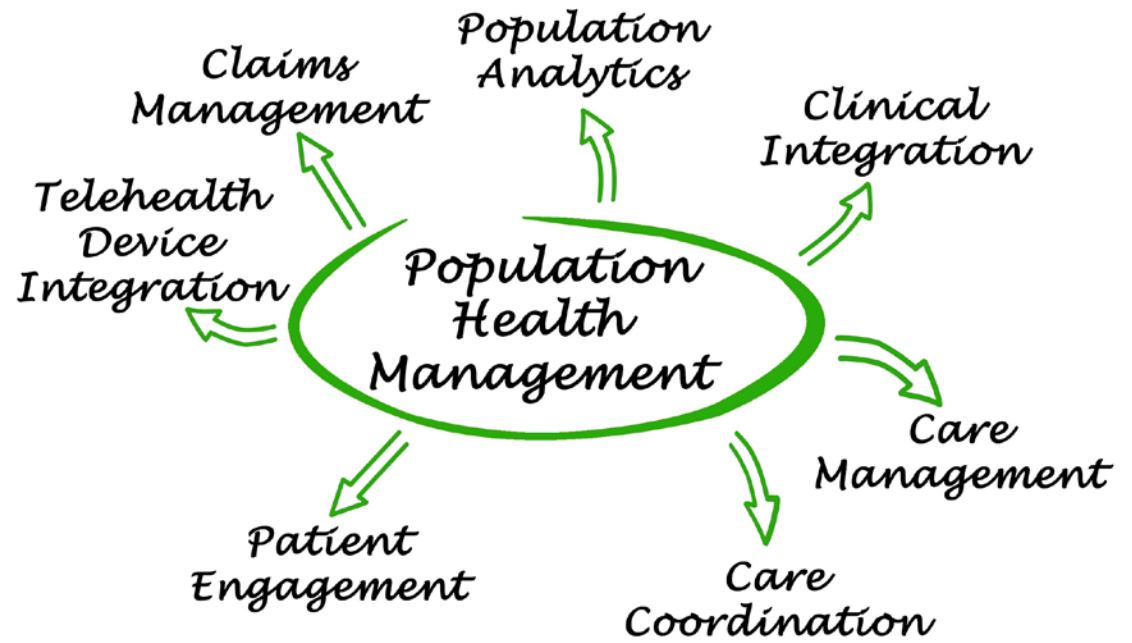 Population
Analytics
Claims
Management
Clinical
Integration
Telehealth
Device
Integration
Population
Health
Management
Care
Management
Patient
Engagement
Care
Coordination